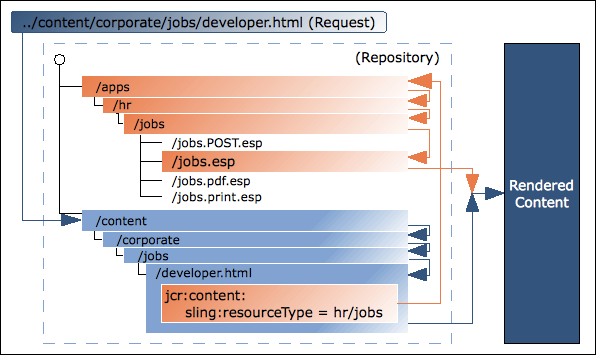 ../content/corporate/jobs/developer.html (Request)
(Repository)
/apps
/hr
/jobs
/jobs.POST.esp
/jobs.esp
/jobs.pdf.esp
/jobs.print.esp
/content
/corporate
/jobs
/developer.html
jcr:content:
sling:resourceType = hr/jobs
Rendered
Content